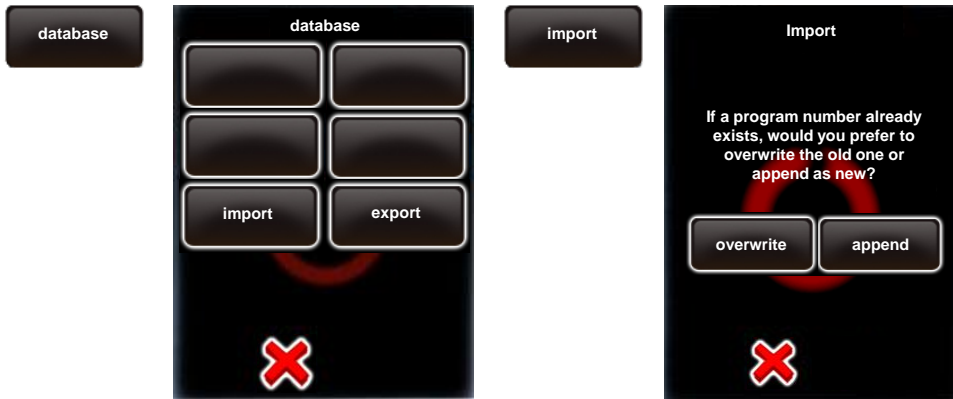 database
database
import
export
import
Import
If a program number already
exists, would you prefer to
overwrite the old one or
append as new?
overwrite
append